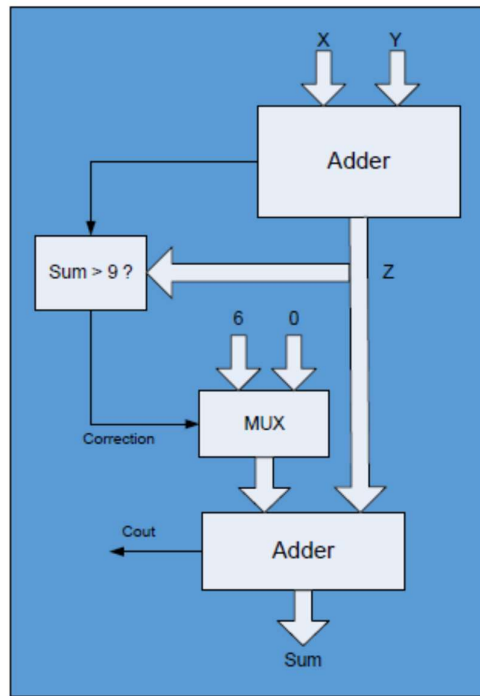 X Y
Adder
Sum > 9 ?
Z
6 0
MUX
Correction
Cout
Adder
Sum